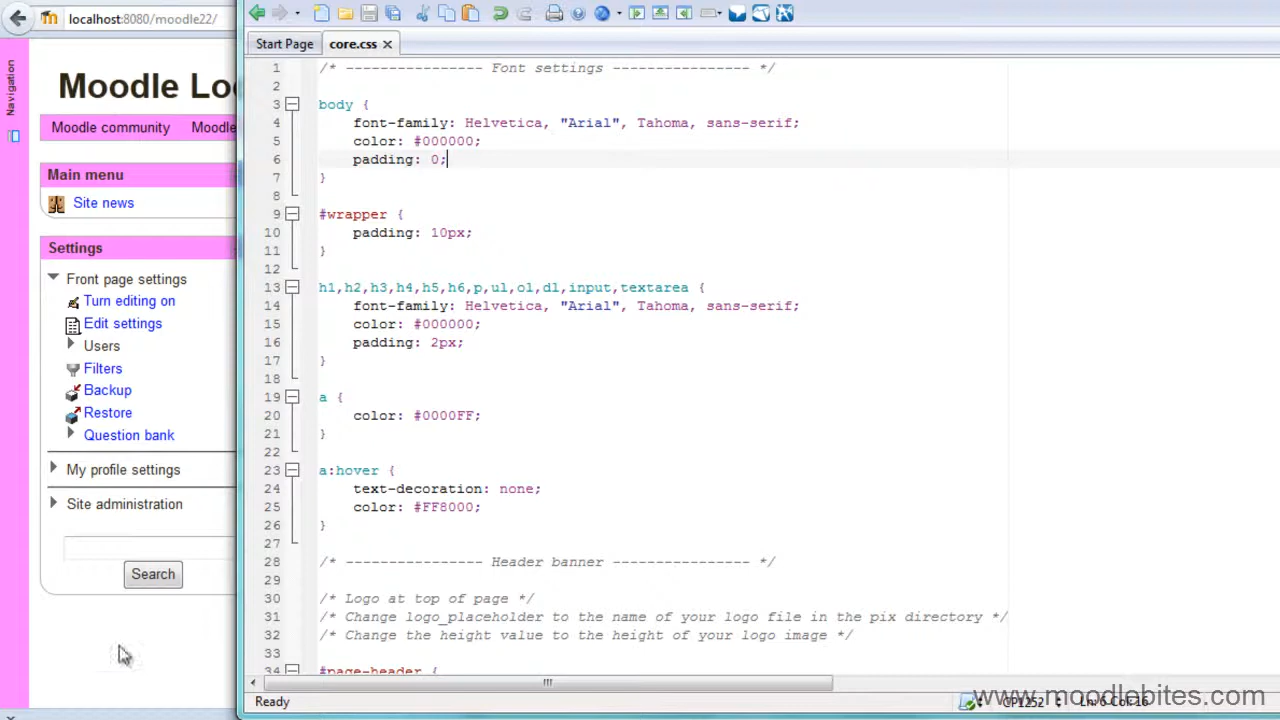 localhost:8080/moodle22/
Navigation
Moodle Lo
Moodle community Moodle
Main menu
Site news
Settings
Front page settings
Turn editing on
Edit settings
Users
Filters
Backup
Restore
Question bank
My profile settings
Site administration
Search
Start Page core.css
1 /* ---------------- Font settings ---------------- */
2
3 body {
4 font-family: Helvetica, "Arial", Tahoma, sans-serif;
5 color: #000000;
6 padding: 0;
7 }
8
9 #wrapper {
10 padding: 10px;
11 }
12
13 h1,h2,h3,h4,h5,h6,p,ul,ol,dl,input,textarea {
14 font-family: Helvetica, "Arial", Tahoma, sans-serif;
15 color: #000000;
16 padding: 2px;
17 }
18
19 a {
20 color: #0000FF;
21 }
22
23 a:hover {
24 text-decoration: none;
25 color: #FF8000;
26 }
27
28 /* ---------------- Header banner ---------------- */
29
30 /* Logo at top of page */
31 /* Change logo_placeholder to the name of your logo file in the pix directory */
32 /* Change the height value to the height of your logo image */
33
34 #page-header {
Ready CP1252 Ln 6 Col 16
www.moodlebites.com